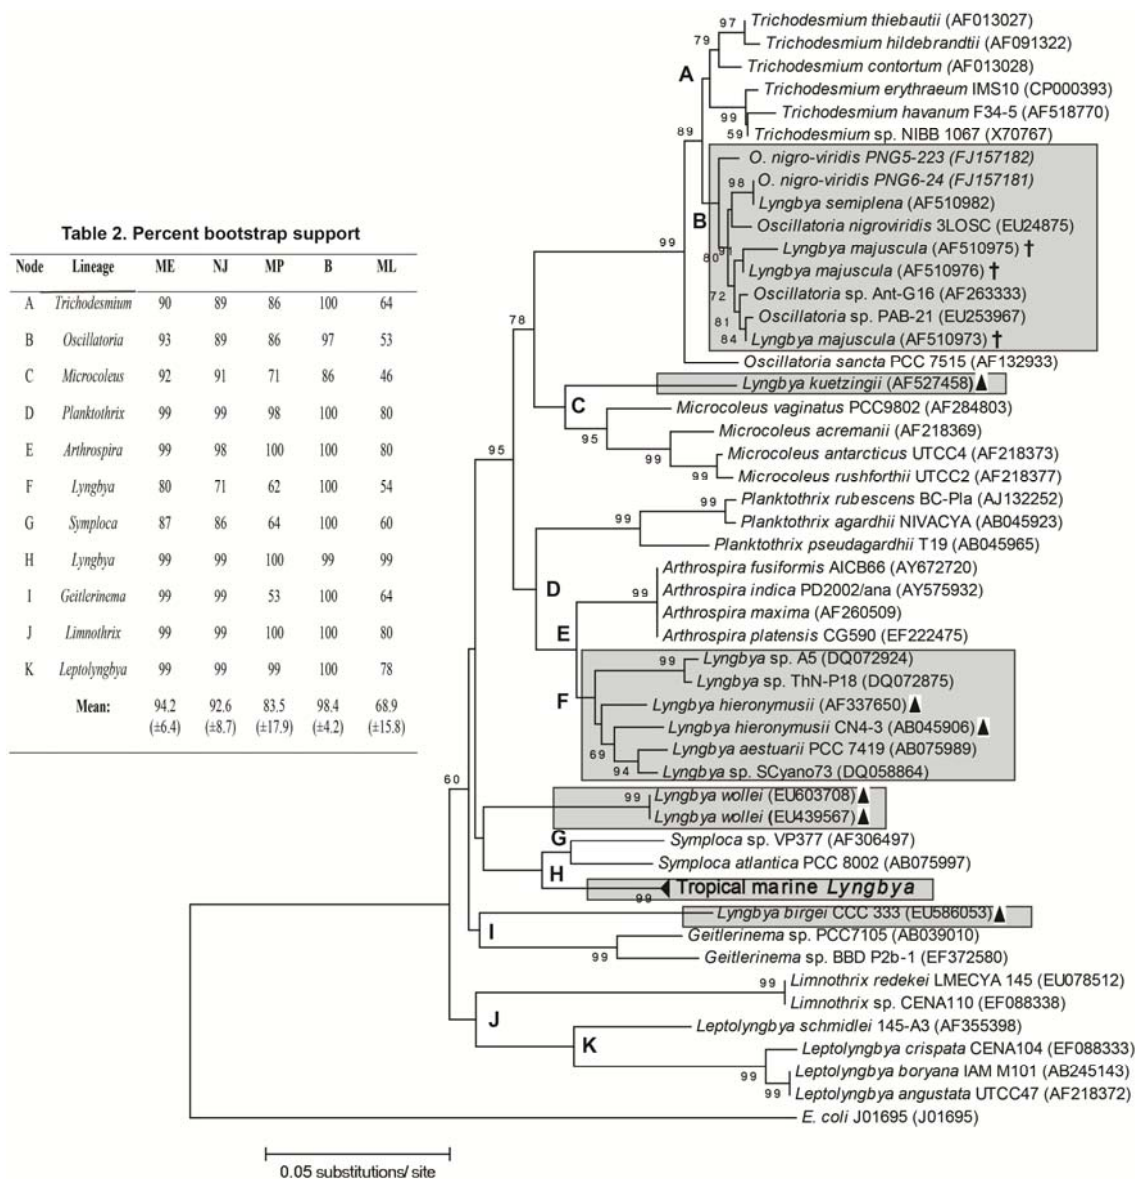 Table 2. Percent bootstrap support
Node Lineage ME NJ MP B ML
A Trichodesmium 90 89 86 100 64
B Oscillatoria 93 89 86 97 53
C Microcoleus 92 91 71 86 46
D Planktothrix 99 99 98 100 80
E Arthrospira 99 98 100 100 80
F Lyngbya 80 71 62 100 54
G Symploca 87 86 64 100 60
H Lyngbya 99 99 100 99 99
I Geitlerinema 99 99 53 100 64
J Limnothrix 99 99 100 100 80
K Leptolyngbya 99 99 99 100 78
Mean: 94.2 92.6 83.5 98.4 68.9
(±6.4) (±8.7) (±17.9) (±4.2) (±15.8)
97 Trichodesmium thiebautii (AF013027)
79 Trichodesmium hildebrandtii (AF091322)
Trichodesmium contortum (AF013028)
A
Trichodesmium erythraeum IMS10 (CP000393)
99 Trichodesmium havanum F34-5 (AF518770)
89 59 Trichodesmium sp. NIBB 1067 (X70767)
O. nigro-viridis PNG5-223 (FJ157182)
98 O. nigro-viridis PNG6-24 (FJ157181)
Lyngbya semiplena (AF510982)
B
Oscillatoria nigroviridis 3LOSC (EU24875)
99 80 91 Lyngbya majuscula (AF510975) †
Lyngbya majuscula (AF510976) †
72 Oscillatoria sp. Ant-G16 (AF263333)
78 81 Oscillatoria sp. PAB-21 (EU253967)
84 Lyngbya majuscula (AF510973) †
Oscillatoria sancta PCC 7515 (AF132933)
Lyngbya kuetzingii (AF527458) ▲
C
Microcoleus vaginatus PCC9802 (AF284803)
95 Microcoleus acremanii (AF218369)
95 99 Microcoleus antarcticus UTCC4 (AF218373)
99 Microcoleus rushforthii UTCC2 (AF218377)
99 Planktothrix rubescens BC-Pla (AJ132252)
99 Planktothrix agardhii NIVACYA (AB045923)
Planktothrix pseudagardhii T19 (AB045965)
Arthrospira fusiformis AICB66 (AY672720)
D
99 Arthrospira indica PD2002/ana (AY575932)
Arthrospira maxima (AF260509)
E
Arthrospira platensis CG590 (EF222475)
99 Lyngbya sp. A5 (DQ072924)
Lyngbya sp. ThN-P18 (DQ072875)
F
Lyngbya hieronymusii (AF337650) ▲
Lyngbya hieronymusii CN4-3 (AB045906) ▲
69 Lyngbya aestuarii PCC 7419 (AB075989)
94 Lyngbya sp. SCyano73 (DQ058864)
60
99 Lyngbya wollei (EU603708) ▲
Lyngbya wollei (EU439567) ▲
G
Symploca sp. VP377 (AF306497)
Symploca atlantica PCC 8002 (AB075997)
H
99 Tropical marine Lyngbya
Lyngbya birgei CCC 333 (EU586053) ▲
I
Geitlerinema sp. PCC7105 (AB039010)
99 Geitlerinema sp. BBD P2b-1 (EF372580)
99 Limnothrix redekei LMECYA 145 (EU078512)
Limnothrix sp. CENA110 (EF088338)
J
Leptolyngbya schmidlei 145-A3 (AF355398)
K
Leptolyngbya crispata CENA104 (EF088333)
99 Leptolyngbya boryana IAM M101 (AB245143)
99 Leptolyngbya angustata UTCC47 (AF218372)
E. coli J01695 (J01695)
0.05 substitutions/ site